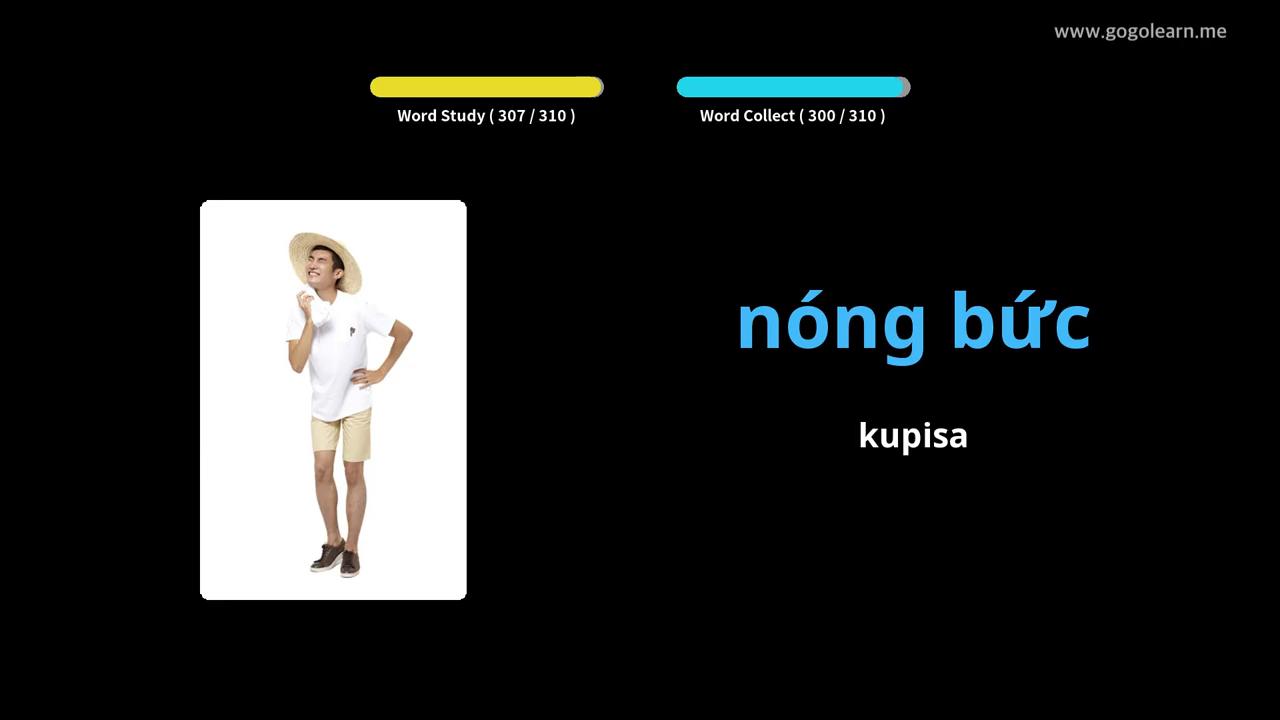 www.gogolearn.me
Word Study ( 307 / 310 )
Word Collect ( 300 / 310 )
nóng bức
kupisa